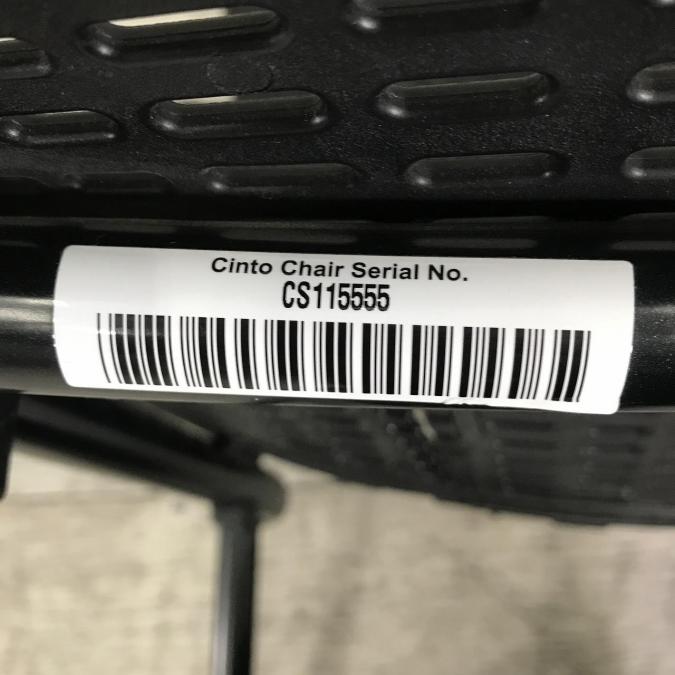 Cinto Chair Serial No.
CS115555